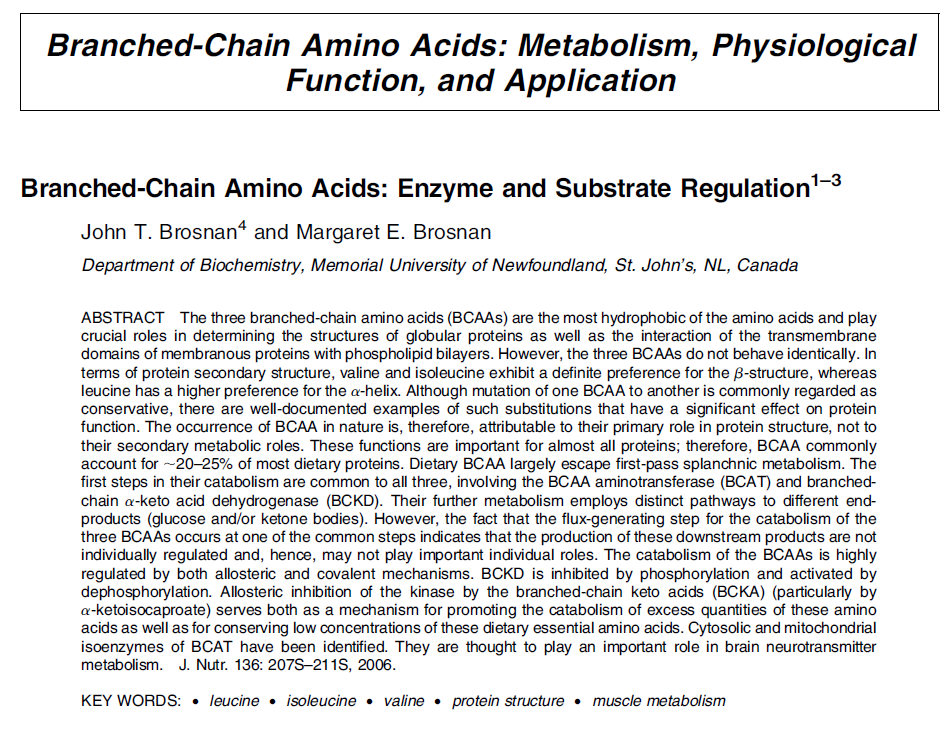 Branched-Chain Amino Acids: Metabolism, Physiological
Function, and Application
Branched-Chain Amino Acids: Enzyme and Substrate Regulation1–3
John T. Brosnan4 and Margaret E. Brosnan
Department of Biochemistry, Memorial University of Newfoundland, St. John's, NL, Canada
ABSTRACT The three branched-chain amino acids (BCAAs) are the most hydrophobic of the amino acids and play
crucial roles in determining the structures of globular proteins as well as the interaction of the transmembrane
domains of membranous proteins with phospholipid bilayers. However, the three BCAAs do not behave identically. In
terms of protein secondary structure, valine and isoleucine exhibit a definite preference for the β-structure, whereas
leucine has a higher preference for the α-helix. Although mutation of one BCAA to another is commonly regarded as
conservative, there are well-documented examples of such substitutions that have a significant effect on protein
function. The occurrence of BCAA in nature is, therefore, attributable to their primary role in protein structure, not to
their secondary metabolic roles. These functions are important for almost all proteins; therefore, BCAA commonly
account for ~20–25% of most dietary proteins. Dietary BCAA largely escape first-pass splanchnic metabolism. The
first steps in their catabolism are common to all three, involving the BCAA aminotransferase (BCAT) and branched-
chain α-keto acid dehydrogenase (BCKD). Their further metabolism employs distinct pathways to different end-
products (glucose and/or ketone bodies). However, the fact that the flux-generating step for the catabolism of the
three BCAAs occurs at one of the common steps indicates that the production of these downstream products are not
individually regulated and, hence, may not play important individual roles. The catabolism of the BCAAs is highly
regulated by both allosteric and covalent mechanisms. BCKD is inhibited by phosphorylation and activated by
dephosphorylation. Allosteric inhibition of the kinase by the branched-chain keto acids (BCKA) (particularly by
α-ketoisocaproate) serves both as a mechanism for promoting the catabolism of excess quantities of these amino
acids as well as for conserving low concentrations of these dietary essential amino acids. Cytosolic and mitochondrial
isoenzymes of BCAT have been identified. They are thought to play an important role in brain neurotransmitter
metabolism. J. Nutr. 136: 207S–211S, 2006.
KEY WORDS: • leucine • isoleucine • valine • protein structure • muscle metabolism